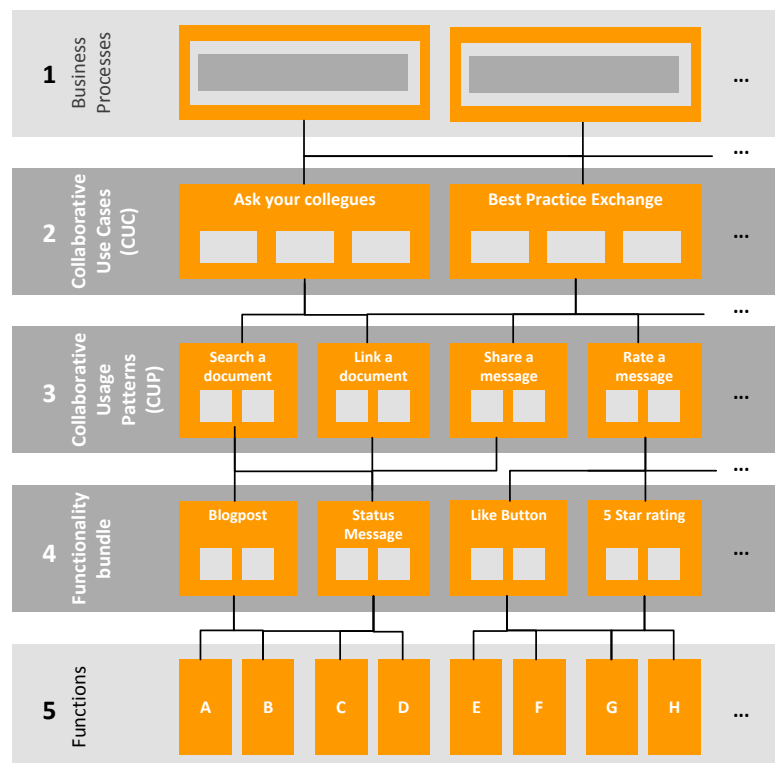 1
Business
Processes
...
...
2
Collaborative
Use Cases
(CUC)
Ask your collegues
Best Practice Exchange
...
...
3
Collaborative
Usage
Patterns
(CUP)
Search a
document
Link a
document
Share a
message
Rate a
message
...
...
4
Functionality
bundle
Blogpost
Status
Message
Like Button
5 Star rating
...
5
Functions
A
B
C
D
E
F
G
H
...